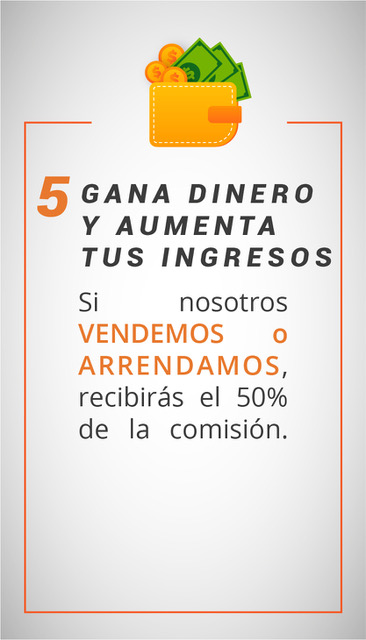 5 GANA DINERO
Y AUMENTA
TUS INGRESOS
Si nosotros
VENDEMOS o
ARRENDAMOS,
recibirás el 50%
de la comisión.